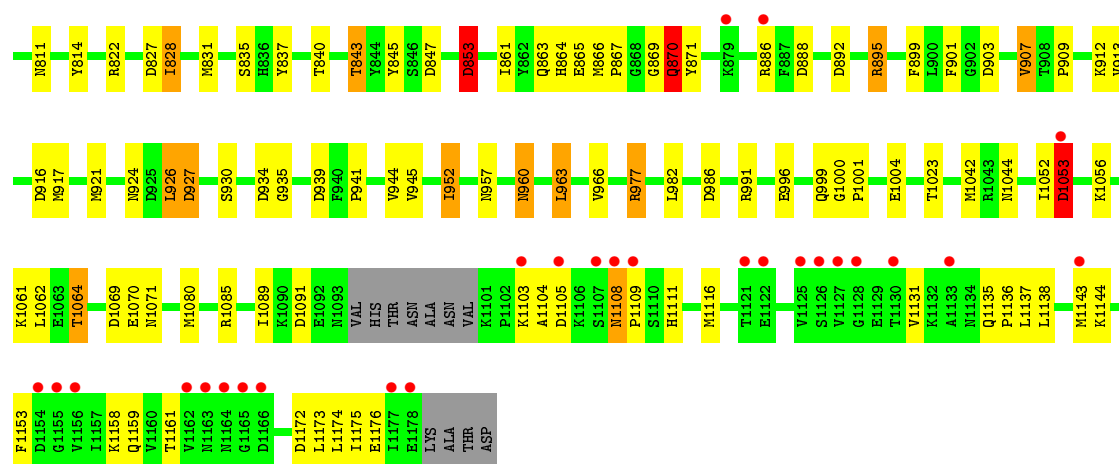 N811 Y814 R822 D827 I828 M831 S835 H836 Y837 T840 T843 Y844 Y845 S846 D847 D853 I861 Y862 Q863 H864 E865 M866 P867 G868 G869 Q870 Y871 K879 R886 F887 D888 D892 R895 F899 L900 F901 G902 D903 V907 T908 P909 K912
D916 M917 M921 N924 D925 L926 D927 S930 D934 G935 D939 F940 P941 V944 V945 I952 N957 N960 L963 V966 R977 L982 D986 R991 E996 Q999 G1000 P1001 E1004 T1023 M1042 R1043 N1044 I1052 D1053 K1056
K1061 L1062 E1063 T1064 D1069 E1070 N1071 M1080 R1085 I1089 K1090 D1091 E1092 N1093 VAL HIS THR ASN ALA ASN VAL K1101 P1102 K1103 A1104 D1105 K1106 S1107 N1108 P1109 S1110 H1111 M1116 T1121 E1122 V1125 S1126 V1127 G1128 E1129 T1130 V1131 K1132 A1133 N1134 Q1135 P1136 L1137 L1138 M1143 K1144
F1153 D1154 G1155 V1156 I1157 K1158 Q1159 V1160 T1161 V1162 N1163 N1164 G1165 D1166 D1172 L1173 L1174 I1175 E1176 I1177 E1178 LYS ALA THR ASP